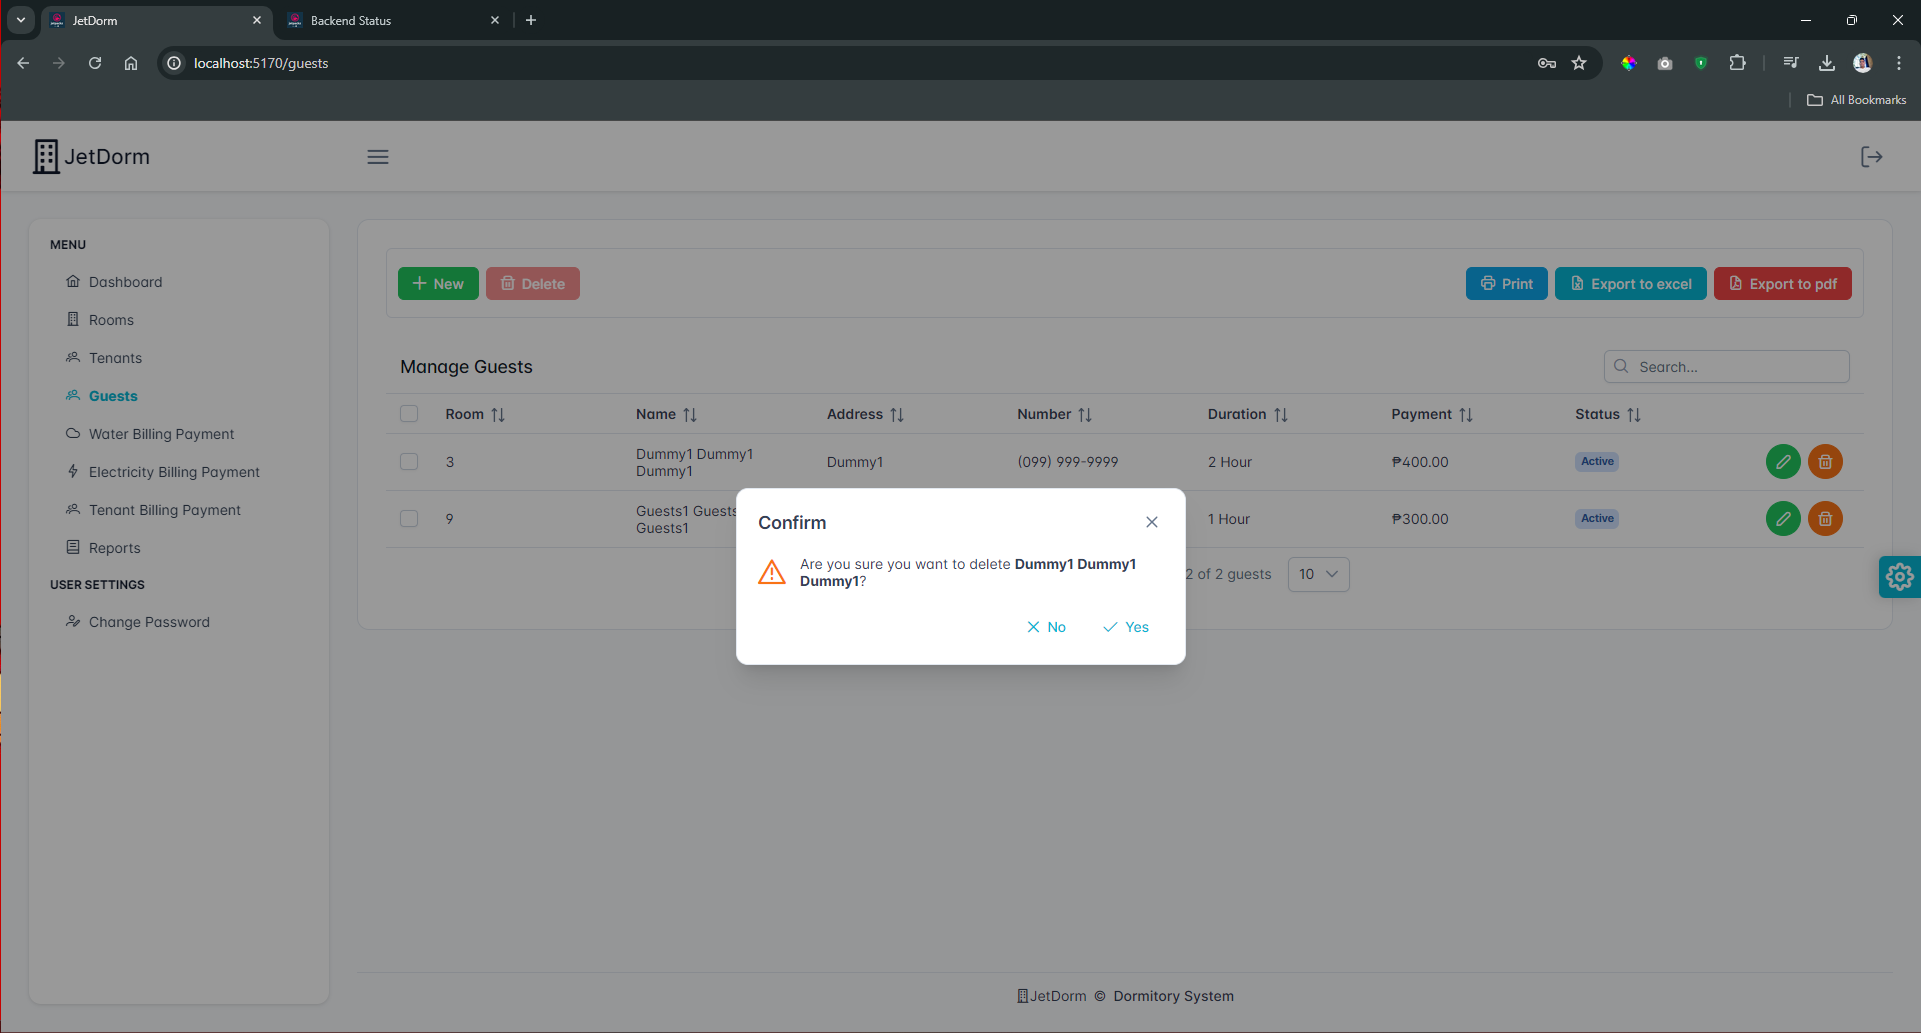 JetDorm
Backend Status
localhost:5170/guests
All Bookmarks
JetDorm
MENU
Dashboard
Rooms
Tenants
Guests
Water Billing Payment
Electricity Billing Payment
Tenant Billing Payment
Reports
USER SETTINGS
Change Password
New
Delete
Print
Export to excel
Export to pdf
Manage Guests
Search...
Room
Name
Address
Number
Duration
Payment
Status
3
Dummy1 Dummy1
Dummy1
Dummy1
(099) 999-9999
2 Hour
₱400.00
Active
9
Guests1 Guests
Guests1
1 Hour
₱300.00
Active
2 of 2 guests
10
Confirm
Are you sure you want to delete Dummy1 Dummy1
Dummy1?
No
Yes
JetDorm © Dormitory System